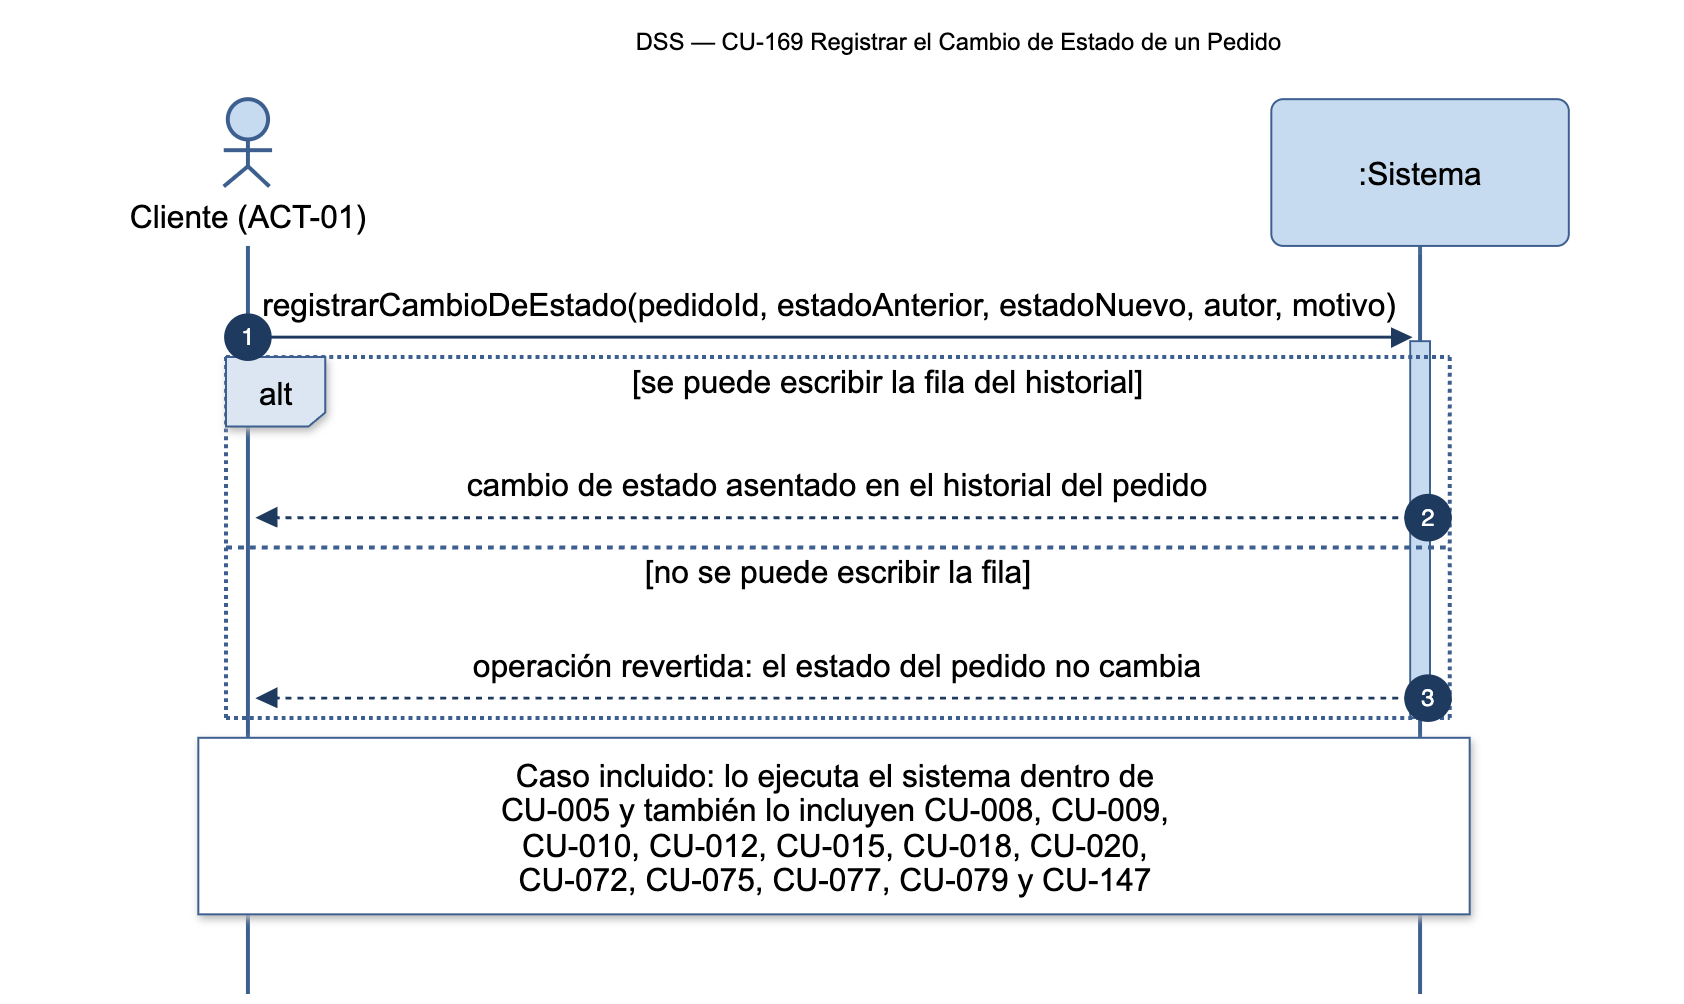 DSS — CU-169 Registrar el Cambio de Estado de un Pedido
Cliente (ACT-01)
:Sistema
registrarCambioDeEstado(pedidoId, estadoAnterior, estadoNuevo, autor, motivo)
1
alt
[se puede escribir la fila del historial]
cambio de estado asentado en el historial del pedido
2
[no se puede escribir la fila]
operación revertida: el estado del pedido no cambia
3
Caso incluido: lo ejecuta el sistema dentro de
CU-005 y también lo incluyen CU-008, CU-009,
CU-010, CU-012, CU-015, CU-018, CU-020,
CU-072, CU-075, CU-077, CU-079 y CU-147